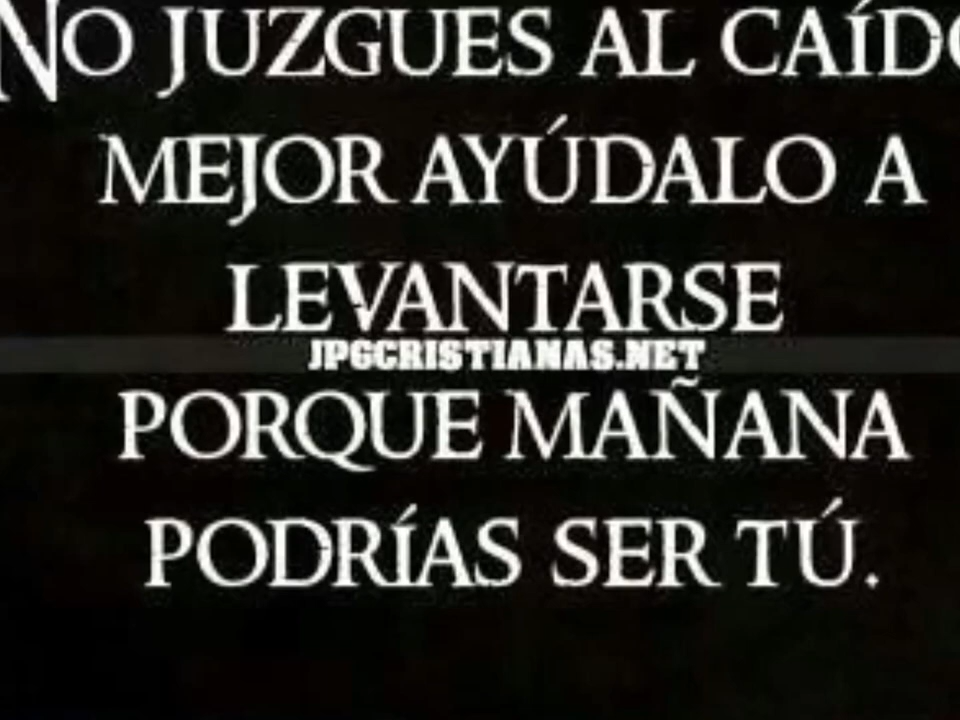 NO JUZGUES AL CAÍDO
MEJOR AYÚDALO A
LEVANTARSE
JPGCRISTIANAS.NET
PORQUE MAÑANA
PODRÍAS SER TÚ.